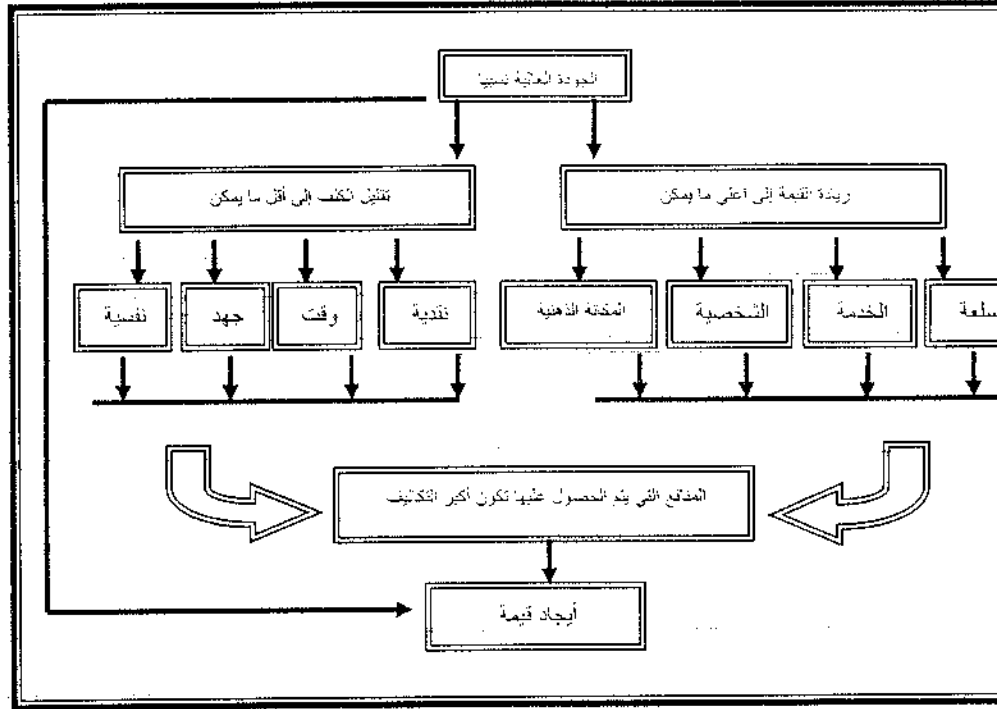 الجودة العالية نسبيا
زيادة القيمة إلى أعلى ما يمكن
تقليل الكلف إلى أقل ما يمكن
سلعة
الخدمة
الشخصية
المكانة الذهنية
نقدية
وقت
جهد
نفسية
المنافع التي يتم الحصول عليها تكون أكبر التكاليف
أيجاد قيمة